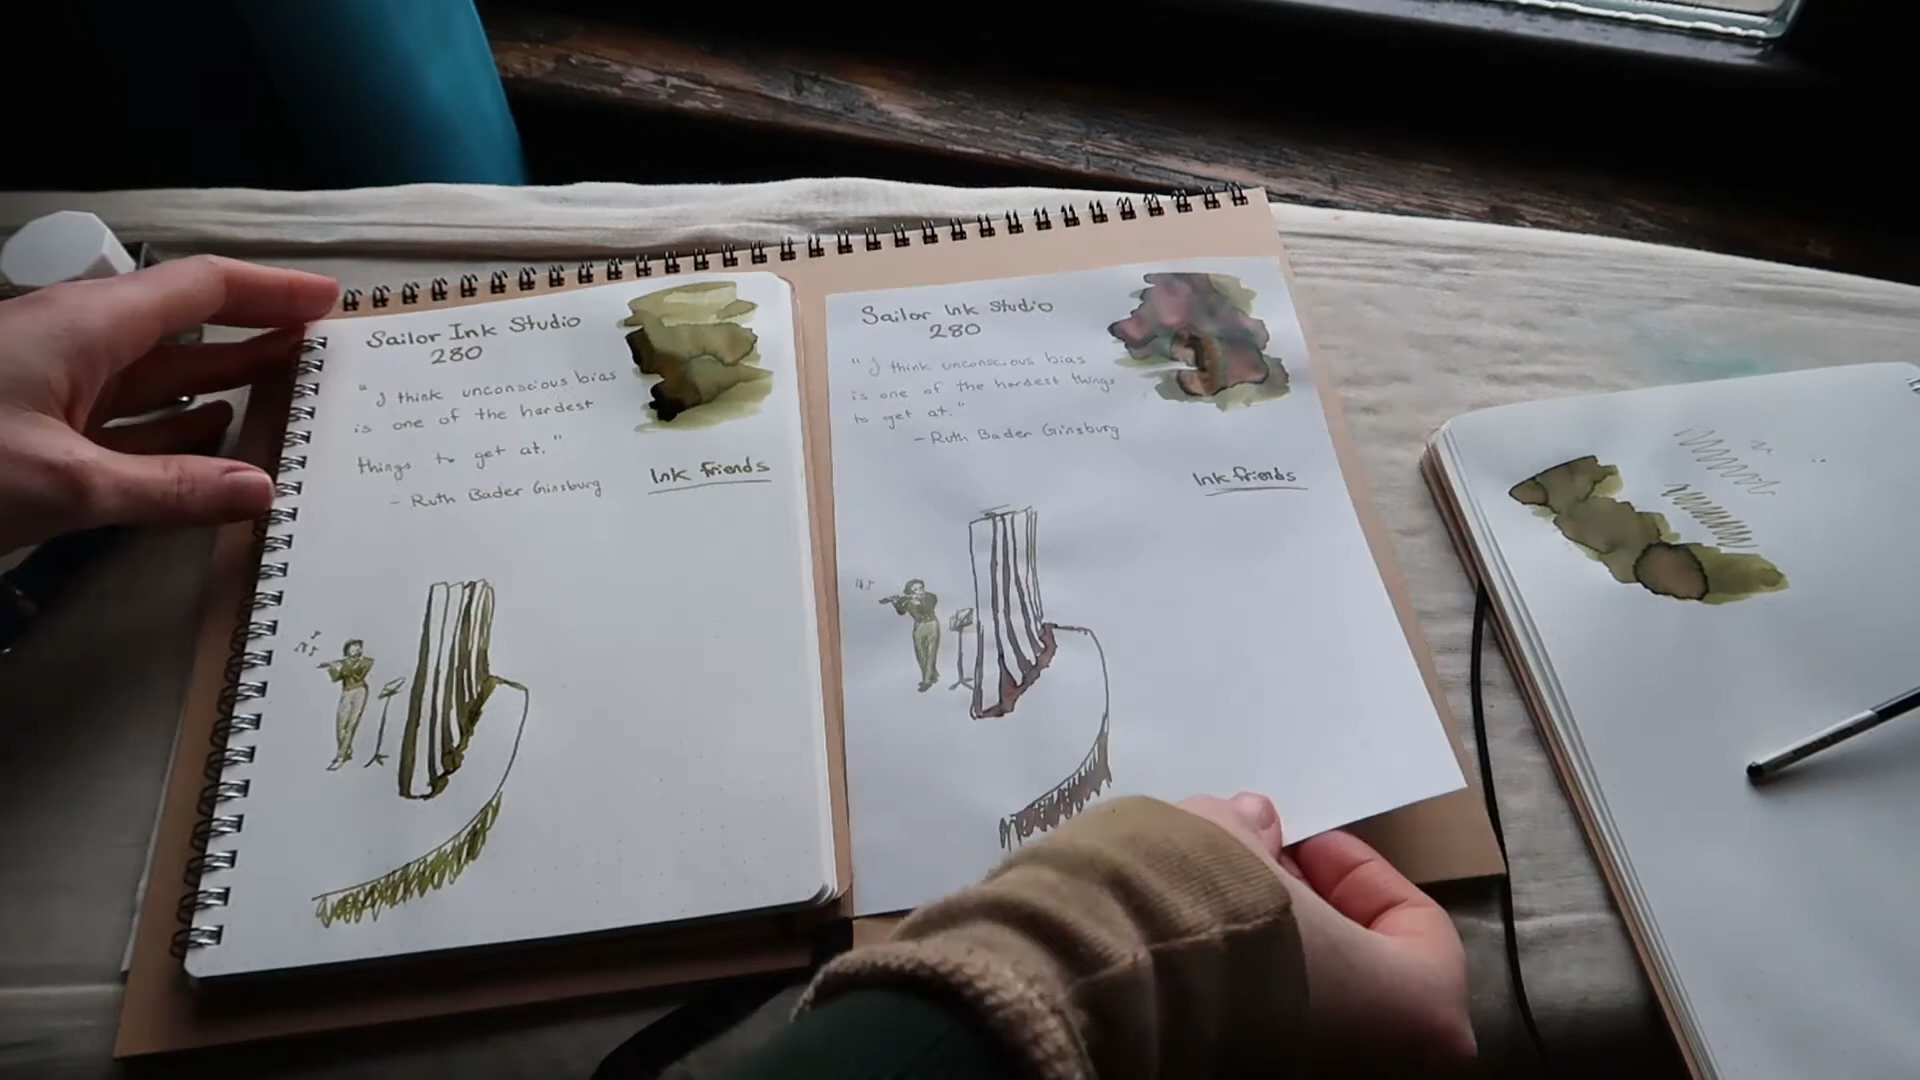 Sailor Ink Studio
280
"I think unconscious bias
is one of the hardest
things to get at."
- Ruth Bader Ginsburg
Ink friends
Sailor Ink Studio
280
"I think unconscious bias
is one of the hardest things
to get at."
- Ruth Bader Ginsburg
Ink friends